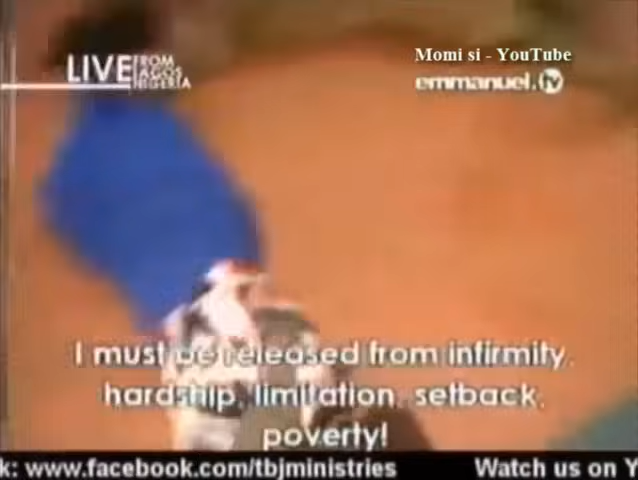 LIVE FROM
LAGOS
NIGERIA
Momi si - YouTube
emmanuel.tv
I must be released from infirmity,
hardship, limitation, setback,
poverty!
k: www.facebook.com/tbjministries Watch us on Y